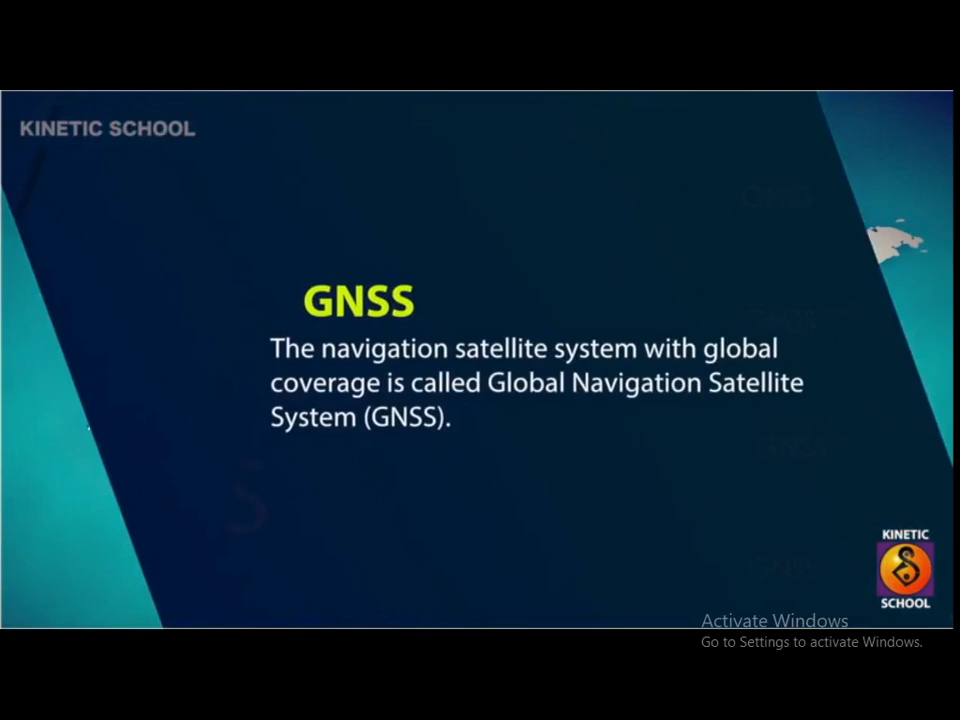 KINETIC SCHOOL
GNSS
The navigation satellite system with global
coverage is called Global Navigation Satellite
System (GNSS).
KINETIC
SCHOOL
Activate Windows
Go to Settings to activate Windows.